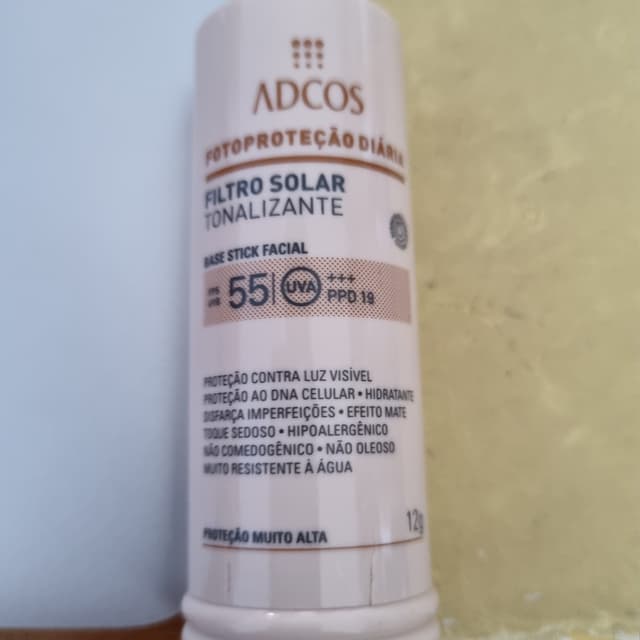 ADCOS
FOTOPROTEÇÃO DIÁRIA
FILTRO SOLAR
TONALIZANTE
BASE STICK FACIAL
55 UVA +++
PPD 19
PROTEÇÃO CONTRA LUZ VISÍVEL
PROTEÇÃO AO DNA CELULAR • HIDRATANTE
DISFARÇA IMPERFEIÇÕES • EFEITO MATE
TOQUE SEDOSO • HIPOALERGÊNICO
NÃO COMEDOGÊNICO • NÃO OLEOSO
MUITO RESISTENTE À ÁGUA
12g
PROTEÇÃO MUITO ALTA